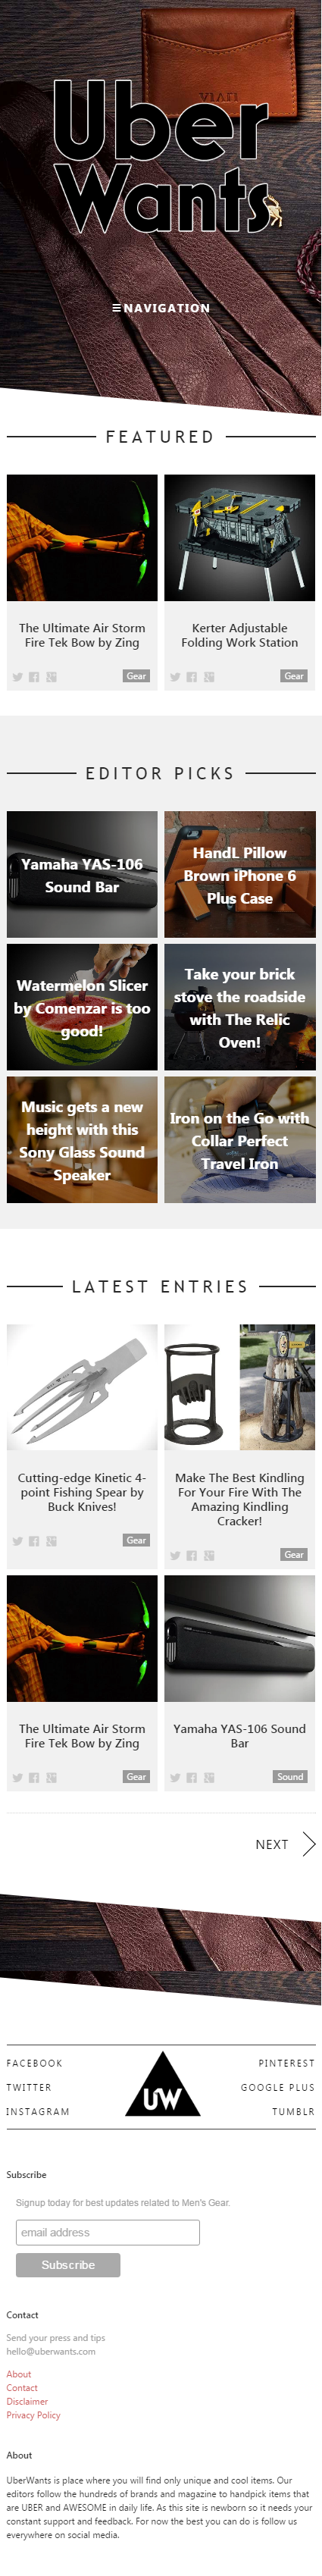 Uber
Wants
≡ NAVIGATION
FEATURED
The Ultimate Air Storm
Fire Tek Bow by Zing
Gear
Kerter Adjustable
Folding Work Station
Gear
EDITOR PICKS
Yamaha YAS-106
Sound Bar
HandL Pillow
Brown iPhone 6
Plus Case
Watermelon Slicer
by Comenzar is too
good!
Take your brick
stove the roadside
with The Relic
Oven!
Music gets a new
height with this
Sony Glass Sound
Speaker
Iron on the Go with
Collar Perfect
Travel Iron
LATEST ENTRIES
Cutting-edge Kinetic 4-
point Fishing Spear by
Buck Knives!
Gear
Make The Best Kindling
For Your Fire With The
Amazing Kindling
Cracker!
Gear
The Ultimate Air Storm
Fire Tek Bow by Zing
Gear
Yamaha YAS-106 Sound
Bar
Sound
NEXT
FACEBOOK
TWITTER
INSTAGRAM
UW
PINTEREST
GOOGLE PLUS
TUMBLR
Subscribe
Signup today for best updates related to Men's Gear.
email address
Subscribe
Contact
Send your press and tips
hello@uberwants.com
About
Contact
Disclaimer
Privacy Policy
About
UberWants is place where you will find only unique and cool items. Our
editors follow the hundreds of brands and magazine to handpick items that
are UBER and AWESOME in daily life. As this site is newborn so it needs your
constant support and feedback. For now the best you can do is follow us
everywhere on social media.